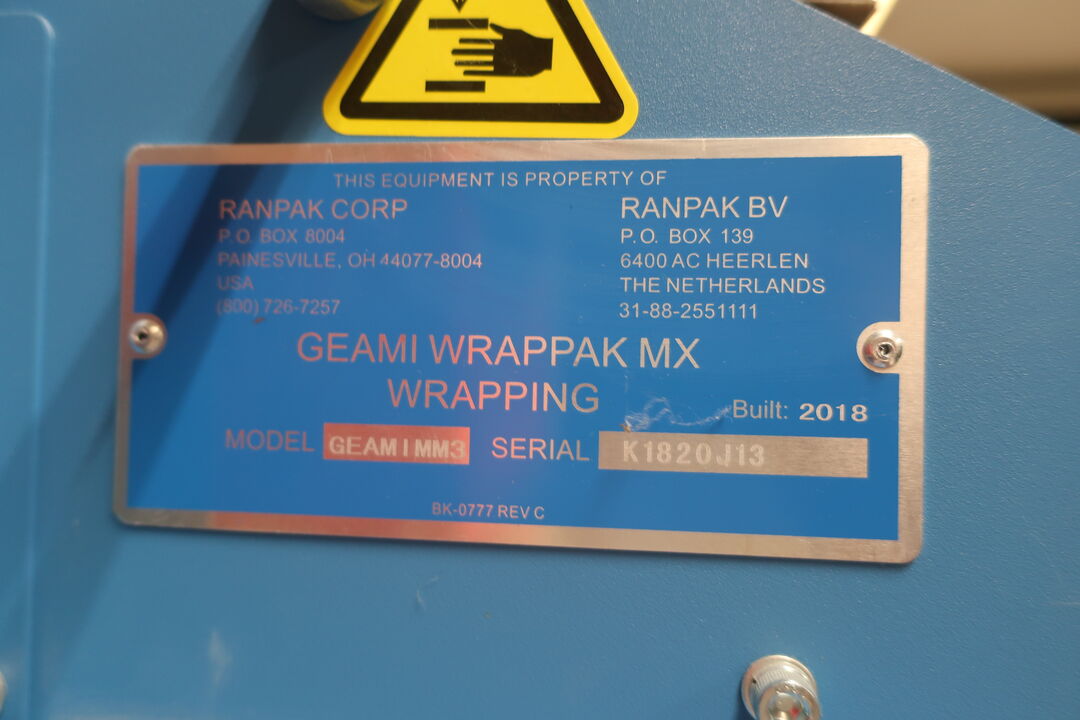 THIS EQUIPMENT IS PROPERTY OF
RANPAK CORP
P.O. BOX 8004
PAINESVILLE, OH 44077-8004
USA
(800) 726-7257
RANPAK BV
P.O. BOX 139
6400 AC HEERLEN
THE NETHERLANDS
31-88-2551111
GEAMI WRAPPAK MX
WRAPPING
Built: 2018
MODEL GEAMIMM3 SERIAL K1820J13
BK-0777 REV C